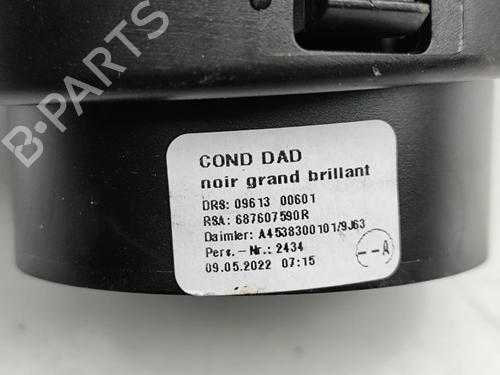 COND DAD
noir grand brillant
DRS: 09613 00601
RSA: 687607590R
Daimler: A4538300101/9J63
Pers.-Nr.: 2434
09.05.2022 07:15
--A
B-PARTS